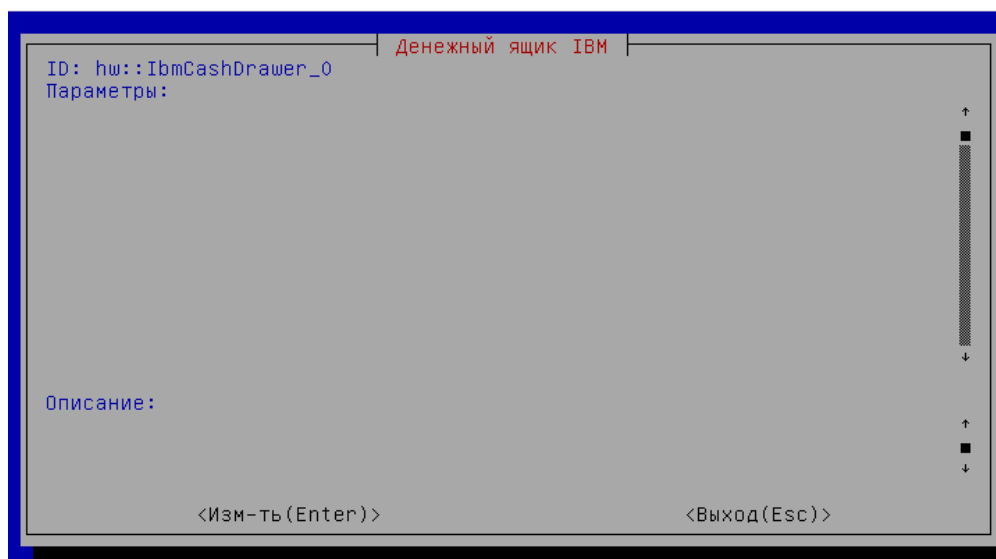 Денежный ящик IBM
ID: hw::IbmCashDrawer_0
Параметры:
Описание:
<Изм-ть(Enter)> <Выход(Esc)>